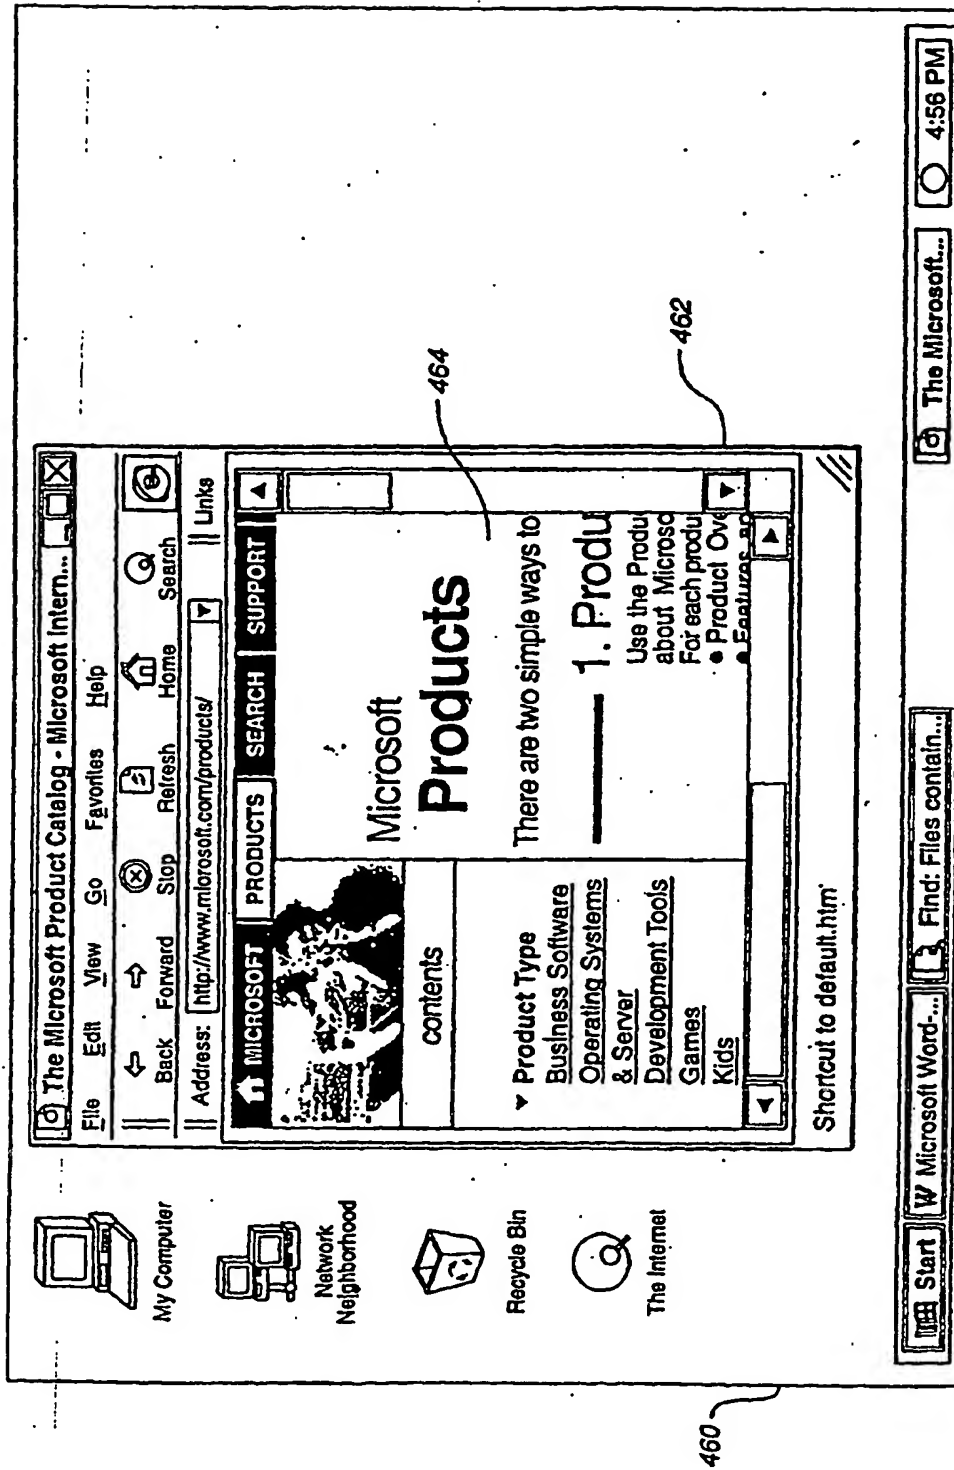 The Microsoft Product Catalog - Microsoft Intern...
File Edit View Go Favorites Help
Back Forward Stop Refresh Home Search
Address: http://www.microsoft.com/products/ Links
MICROSOFT PRODUCTS SEARCH SUPPORT
contents
Product Type
Business Software
Operating Systems
& Server
Development Tools
Games
Kids
Microsoft
Products
There are two simple ways to
1. Produ
Use the Produc
about Microsc
For each produ
• Product Ove
• Features an
Shortcut to default.htm'
My Computer
Network
Neighborhood
Recycle Bin
The Internet
464
462
460
Start
W Microsoft Word-...
Find: Files contain...
The Microsoft...
4:56 PM